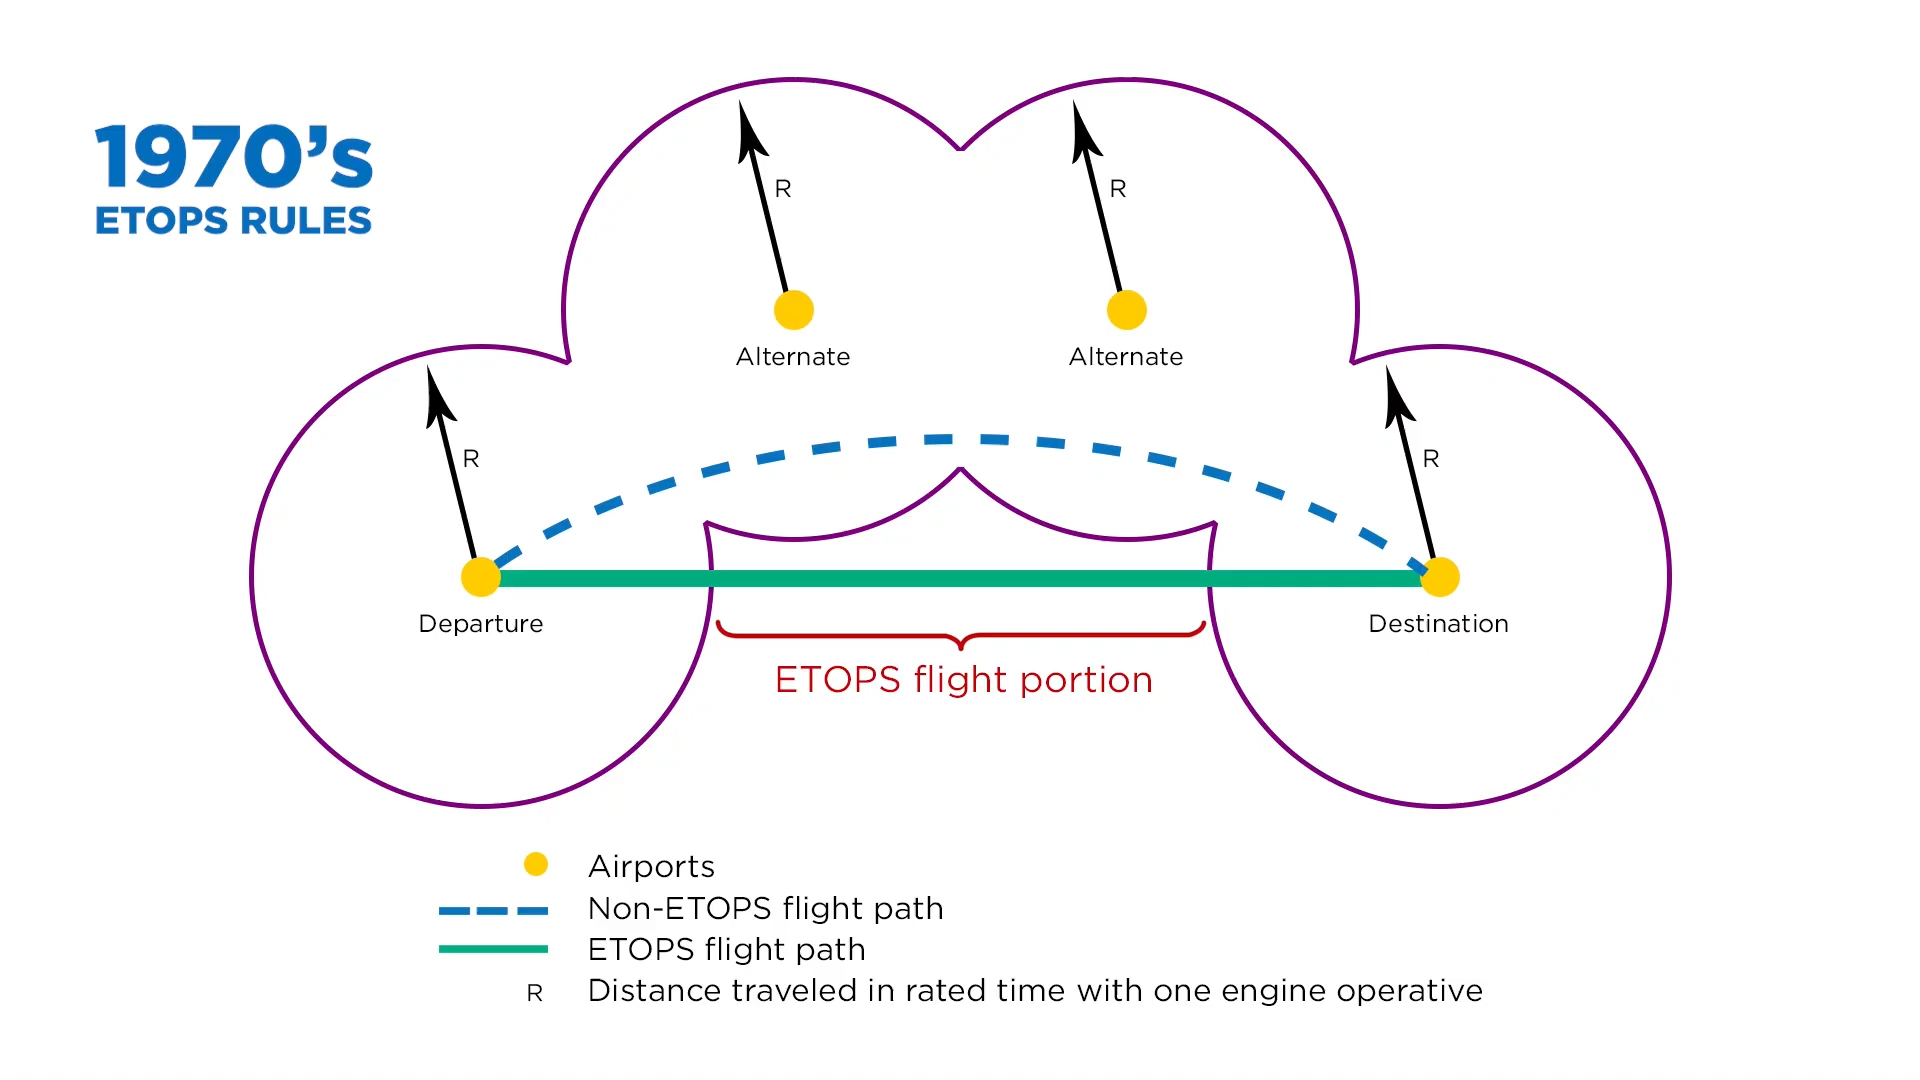 1970’s
ETOPS RULES
R
R
Alternate
Alternate
R
R
Departure
Destination
ETOPS flight portion
Airports
Non-ETOPS flight path
ETOPS flight path
R Distance traveled in rated time with one engine operative